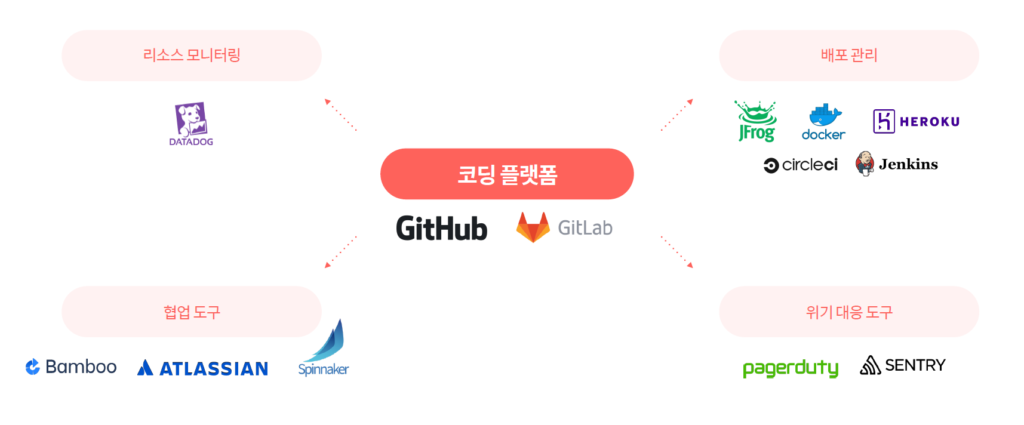 리소스 모니터링
배포 관리
DATADOG
JFrog
docker
HEROKU
circleci
Jenkins
코딩 플랫폼
GitHub
GitLab
협업 도구
위기 대응 도구
Bamboo
ATLASSIAN
Spinnaker
pagerduty
SENTRY